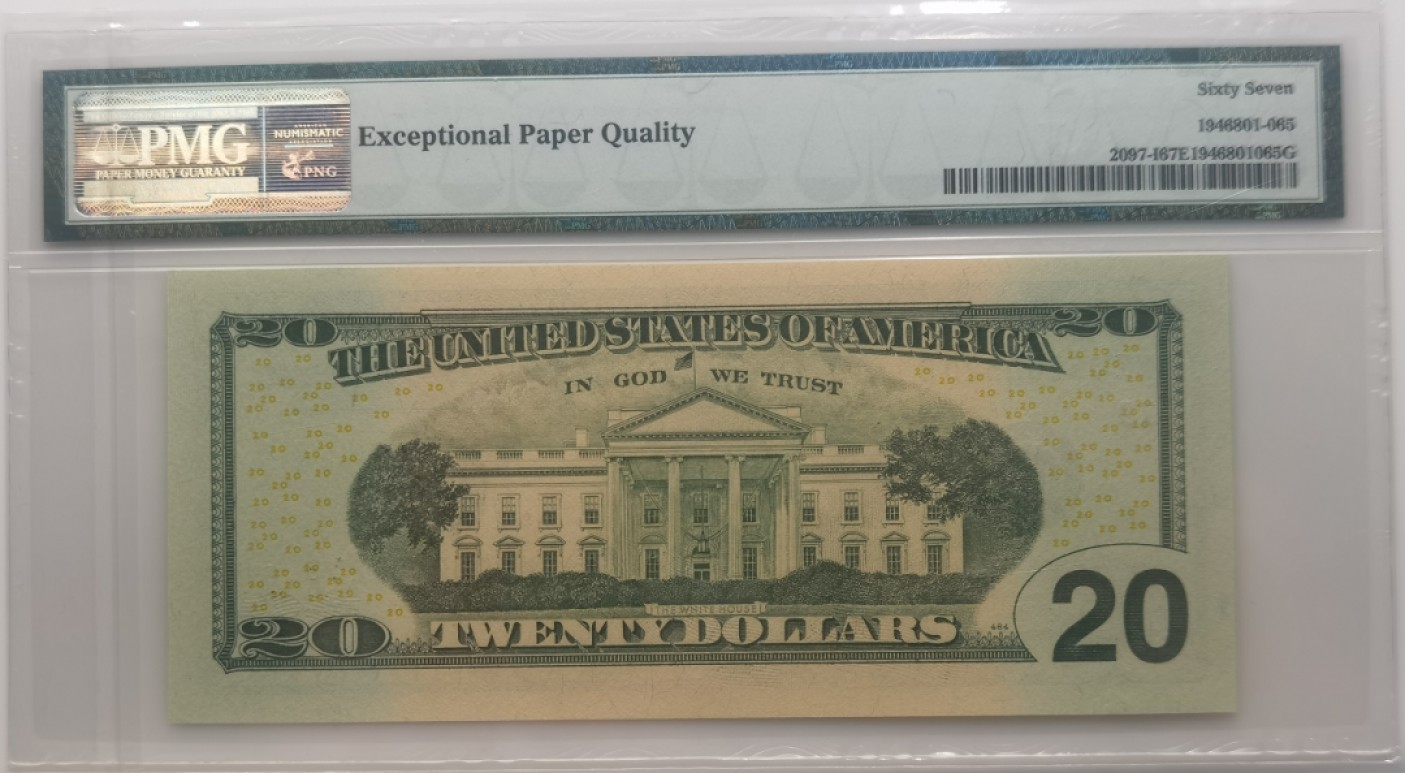 PMG
PAPER MONEY GUARANTY
NUMISMATIC
PNG
Exceptional Paper Quality
Sixty Seven
1946801-065
2097-I67E1946801065G
20
20
THE UNITED STATES OF AMERICA
IN GOD WE TRUST
THE WHITE HOUSE
20
TWENTY DOLLARS
484
20